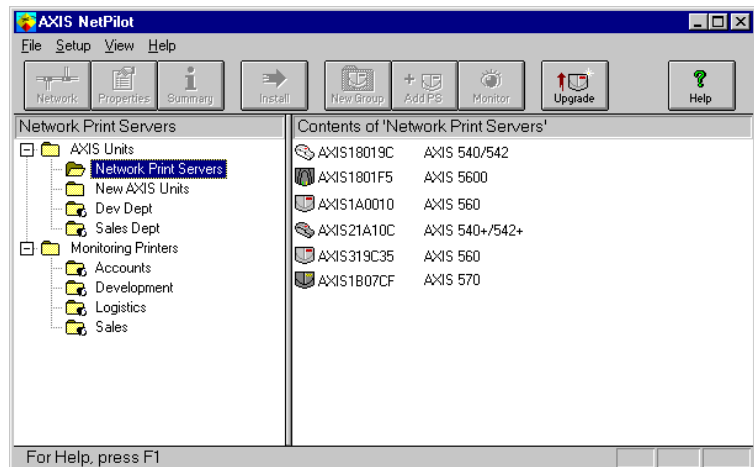 AXIS NetPilot
File Setup View Help
Network Properties Summary Install New Group Add PS Monitor Upgrade Help
Network Print Servers
Contents of 'Network Print Servers'
AXIS Units
Network Print Servers
New AXIS Units
Dev Dept
Sales Dept
Monitoring Printers
Accounts
Development
Logistics
Sales
AXIS18019C AXIS 540/542
AXIS1801F5 AXIS 5600
AXIS1A0010 AXIS 560
AXIS21A10C AXIS 540+/542+
AXIS319C35 AXIS 560
AXIS1B07CF AXIS 570
For Help, press F1